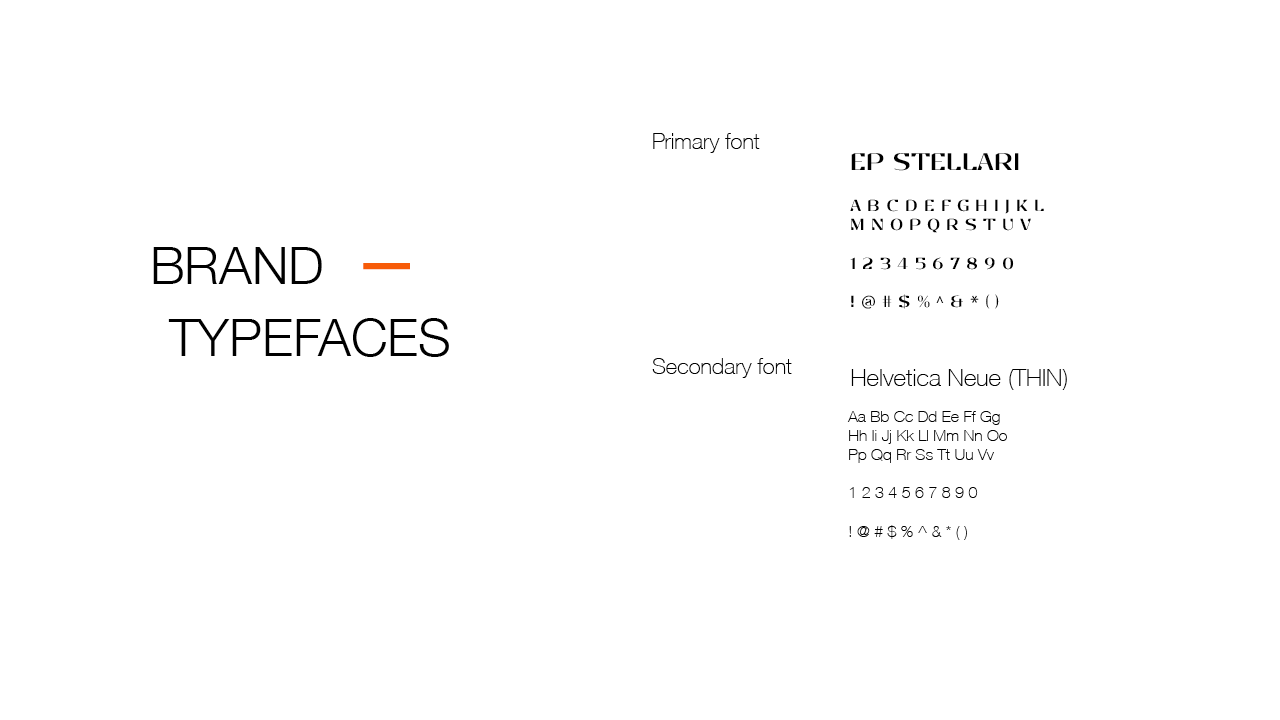 BRAND —
TYPEFACES
Primary font
EP STELLARI
A B C D E F G H I J K L
M N O P Q R S T U V
1 2 3 4 5 6 7 8 9 0
! @ # $ % ^ & * ( )
Secondary font
Helvetica Neue (THIN)
Aa Bb Cc Dd Ee Ff Gg
Hh Ii Jj Kk Ll Mm Nn Oo
Pp Qq Rr Ss Tt Uu Vv
1 2 3 4 5 6 7 8 9 0
! @ # $ % ^ & * ( )